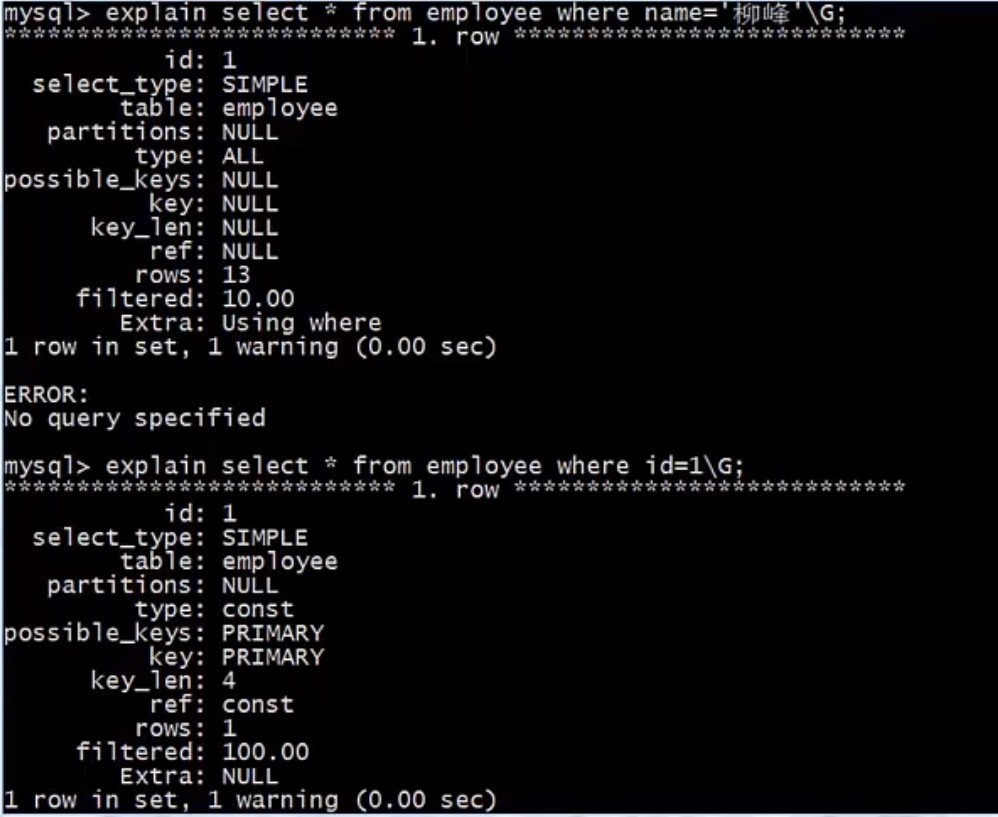 mysql> explain select * from employee where name='柳峰'\G;
*************************** 1. row ***************************
id: 1
select_type: SIMPLE
table: employee
partitions: NULL
type: ALL
possible_keys: NULL
key: NULL
key_len: NULL
ref: NULL
rows: 13
filtered: 10.00
Extra: Using where
1 row in set, 1 warning (0.00 sec)
ERROR:
No query specified
mysql> explain select * from employee where id=1\G;
*************************** 1. row ***************************
id: 1
select_type: SIMPLE
table: employee
partitions: NULL
type: const
possible_keys: PRIMARY
key: PRIMARY
key_len: 4
ref: const
rows: 1
filtered: 100.00
Extra: NULL
1 row in set, 1 warning (0.00 sec)